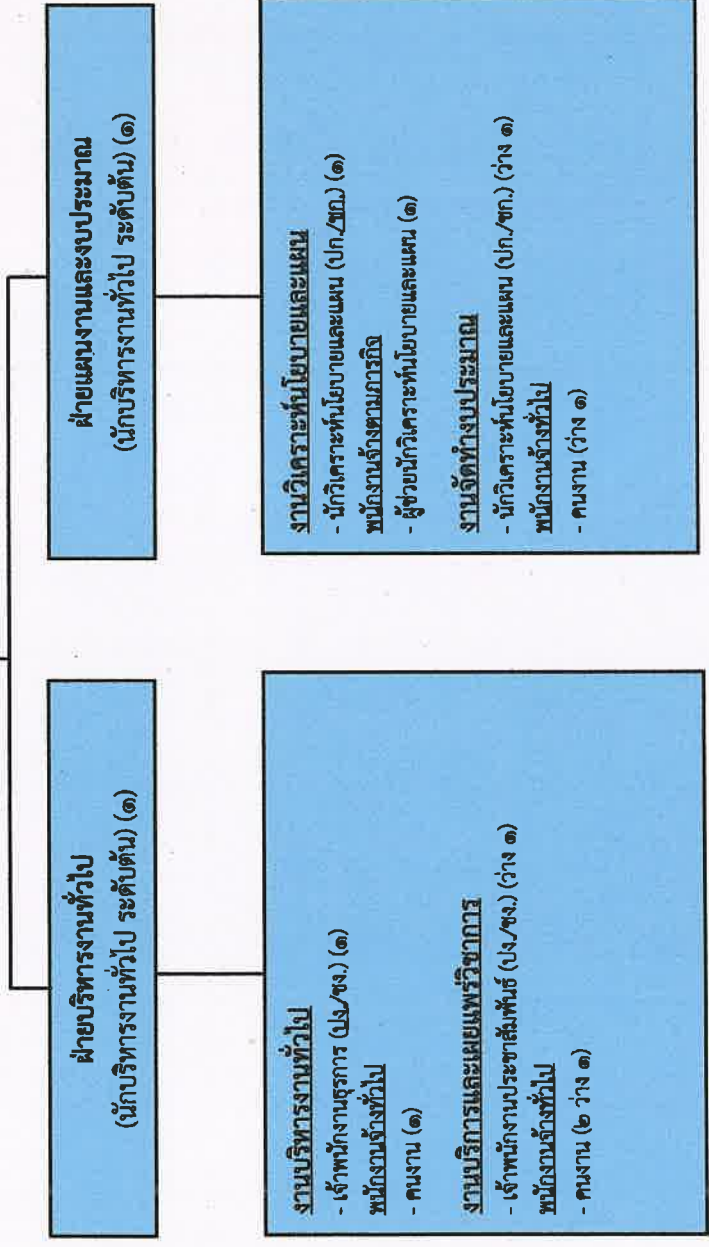 ฝ่ายบริหารงานทั่วไป
(นักบริหารงานทั่วไป ระดับต้น) (๑)
งานบริหารงานทั่วไป
- เจ้าพนักงานธุรการ (ปง./ชง.) (๑)
พนักงานจ้างทั่วไป
- คนงาน (๑)
งานบริการและเผยแพร่วิชาการ
- เจ้าพนักงานประชาสัมพันธ์ (ปง./ชง.) (ว่าง ๑)
พนักงานจ้างทั่วไป
- คนงาน (๒ ว่าง ๑)
ฝ่ายแผนงานและงบประมาณ
(นักบริหารงานทั่วไป ระดับต้น) (๑)
งานวิเคราะห์นโยบายและแผน
- นักวิเคราะห์นโยบายและแผน (ปก./ชก.) (๑)
พนักงานจ้างตามภารกิจ
- ผู้ช่วยนักวิเคราะห์นโยบายและแผน (๑)
งานจัดทำงบประมาณ
- นักวิเคราะห์นโยบายและแผน (ปก./ชก.) (ว่าง ๑)
พนักงานจ้างทั่วไป
- คนงาน (ว่าง ๑)